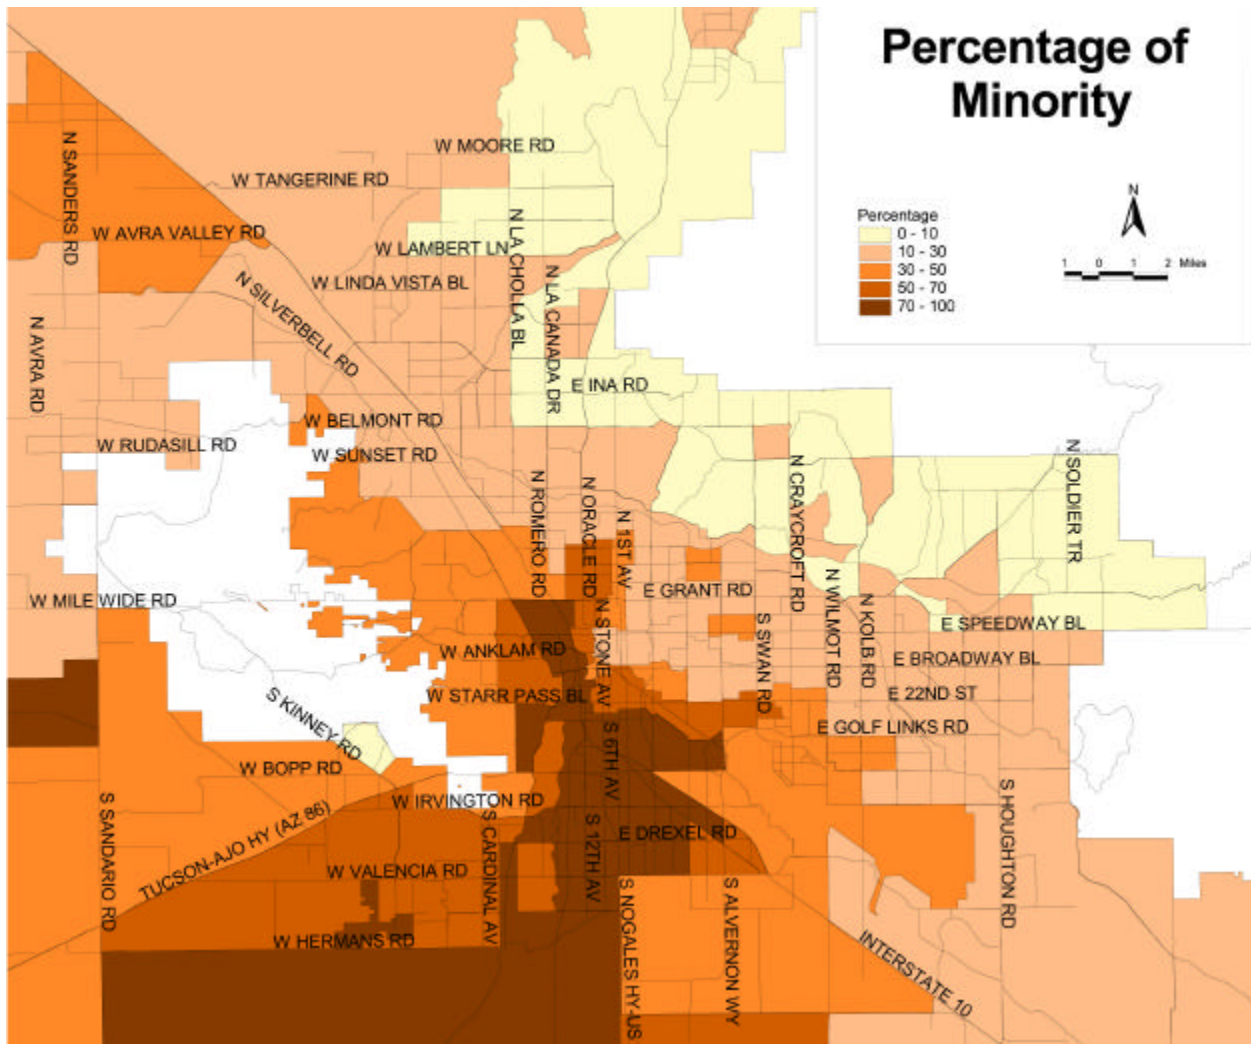 Percentage of
Minority
N
Percentage
0 - 10
10 - 30
30 - 50
50 - 70
70 - 100
1 0 1 2 Miles
W MOORE RD
W TANGERINE RD
N SANDERS RD
W AVRA VALLEY RD
W LAMBERT LN
N LA CHOLLA BL
W LINDA VISTA BL
N LA CANADA DR
N SILVERBELL RD
N AVRA RD
E INA RD
W BELMONT RD
W RUDASILL RD
W SUNSET RD
N SOLDIER TR
N CRAYCROFT RD
N ROMERO RD
N ORACLE RD
N 1ST AV
W MILE WIDE RD
E GRANT RD
N WILMOT RD
N KOLB RD
N STONE AV
S SWAN RD
E SPEEDWAY BL
W ANKLAM RD
E BROADWAY BL
W STARR PASS BL
E 22ND ST
S KINNEY RD
S 6TH AV
E GOLF LINKS RD
W BOPP RD
W IRVINGTON RD
S HOUGHTON RD
S SANDARIO RD
TUCSON-AJO HY (AZ 86)
S CARDINAL AV
S 12TH AV
E DREXEL RD
W VALENCIA RD
S NOGALES HY-US
S ALVERNON WY
W HERMANS RD
INTERSTATE 10